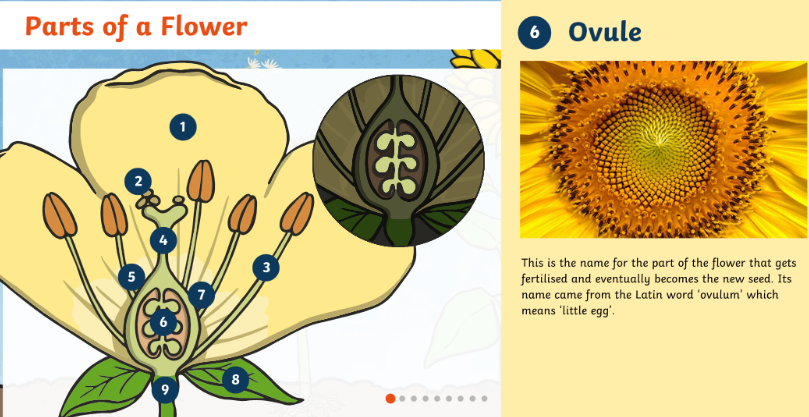 Parts of a Flower
1
2
3
4
5
6
7
8
9
6 Ovule
This is the name for the part of the flower that gets
fertilised and eventually becomes the new seed. Its
name came from the Latin word ‘ovulum’ which
means ‘little egg’.